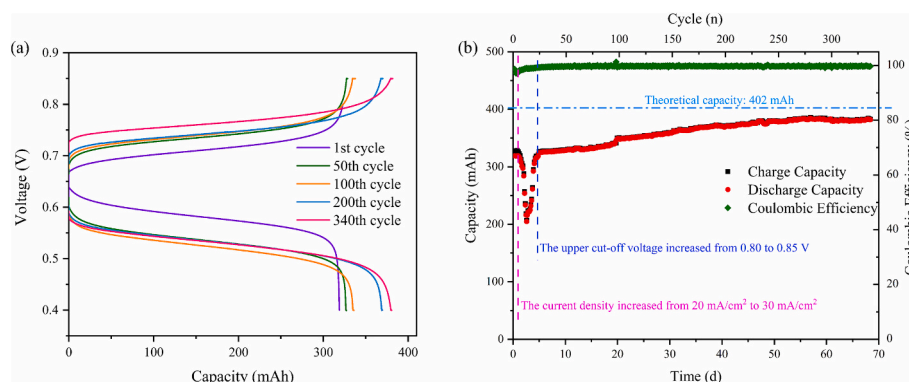 (a)
0.9
0.8
0.7
0.6
0.5
0.4
Voltage (V)
1st cycle
50th cycle
100th cycle
200th cycle
340th cycle
0 100 200 300 400
Capacity (mAh)
(b)
Cycle (n)
0 50 100 150 200 250 300
500
400
300
200
100
0
Capacity (mAh)
Theoretical capacity: 402 mAh
Charge Capacity
Discharge Capacity
Coulombic Efficiency
The upper cut-off voltage increased from 0.80 to 0.85 V
The current density increased from 20 mA/cm² to 30 mA/cm²
100
80
60
40
20
0
Coulombic Efficiency (%)
0 10 20 30 40 50 60 70
Time (d)